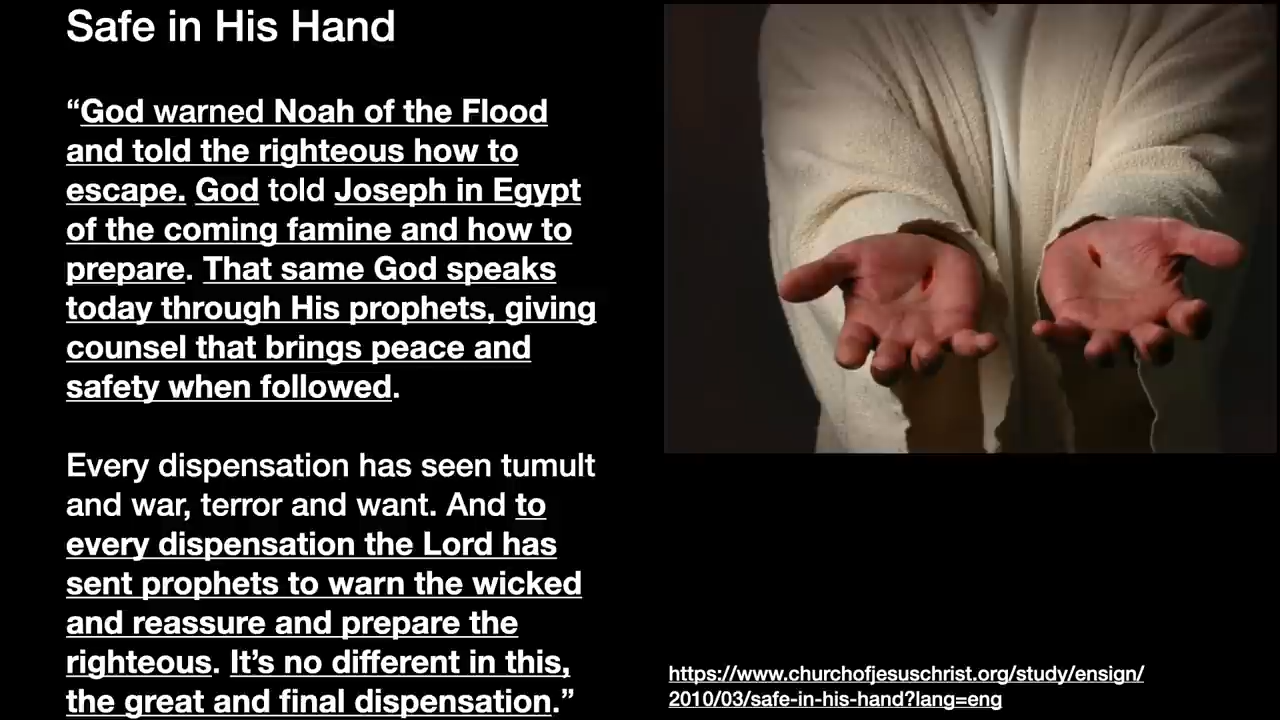 Safe in His Hand
“God warned Noah of the Flood
and told the righteous how to
escape. God told Joseph in Egypt
of the coming famine and how to
prepare. That same God speaks
today through His prophets, giving
counsel that brings peace and
safety when followed.
Every dispensation has seen tumult
and war, terror and want. And to
every dispensation the Lord has
sent prophets to warn the wicked
and reassure and prepare the
righteous. It’s no different in this,
the great and final dispensation.”
https://www.churchofjesuschrist.org/study/ensign/
2010/03/safe-in-his-hand?lang=eng